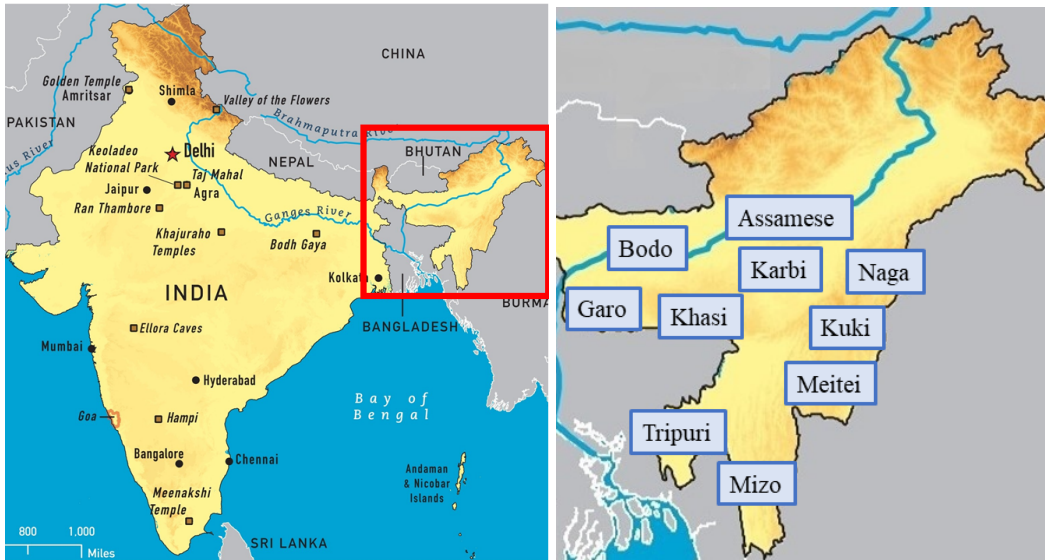 CHINA
Golden Temple
Amritsar
Shimla
Valley of the Flowers
PAKISTAN
Brahmaputra River
us River
Delhi
Keoladeo
National Park
NEPAL
BHUTAN
Taj Mahal
Agra
Jaipur
Ran Thambore
Ganges River
Khajuraho
Temples
Bodh Gaya
Kolkata
INDIA
BURMA
BANGLADESH
Ellora Caves
Mumbai
Hyderabad
Bay of
Bengal
Goa
Hampi
Bangalore
Chennai
Andaman
& Nicobar
Islands
Meenakshi
Temple
800 1,000
Miles
SRI LANKA
Assamese
Bodo
Karbi
Naga
Garo
Khasi
Kuki
Meitei
Tripuri
Mizo